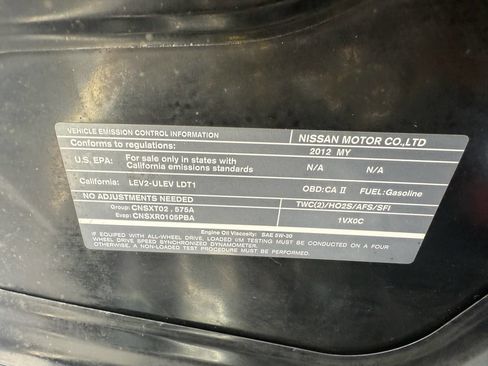 VEHICLE EMISSION CONTROL INFORMATION NISSAN MOTOR CO.,LTD
Conforms to regulations: 2012 MY
U.S. EPA: For sale only in states with California emissions standards N/A N/A
California: LEV2-ULEV LDT1 OBD:CA II FUEL:Gasoline
NO ADJUSTMENTS NEEDED
Group: CNSXT02.575A TWC(2)/HO2S/AFS/SFI
Evap: CNSXR0105PBA 1VX0C
Engine Oil Viscosity: SAE 5W-30
IF EQUIPPED WITH ALL-WHEEL DRIVE, LOADED I/M TESTING MUST BE CONDUCTED ON A FOUR
WHEEL DRIVE SPEED SYNCHRONIZED DYNAMOMETER.
OTHERWISE, A NON-LOADED TEST PROCEDURE MUST BE PERFORMED.